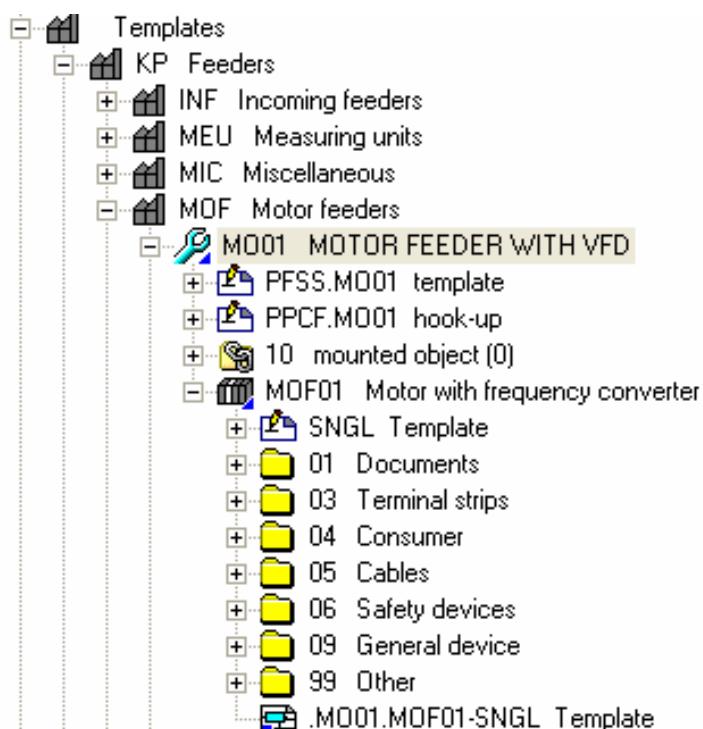 Templates
KP Feeders
INF Incoming feeders
MEU Measuring units
MIC Miscellaneous
MOF Motor feeders
MO01 MOTOR FEEDER WITH VFD
PFSS.MO01 template
PPCF.MO01 hook-up
10 mounted object (0)
MOF01 Motor with frequency converter
SNGL Template
01 Documents
03 Terminal strips
04 Consumer
05 Cables
06 Safety devices
09 General device
99 Other
.MO01.MOF01-SNGL Template